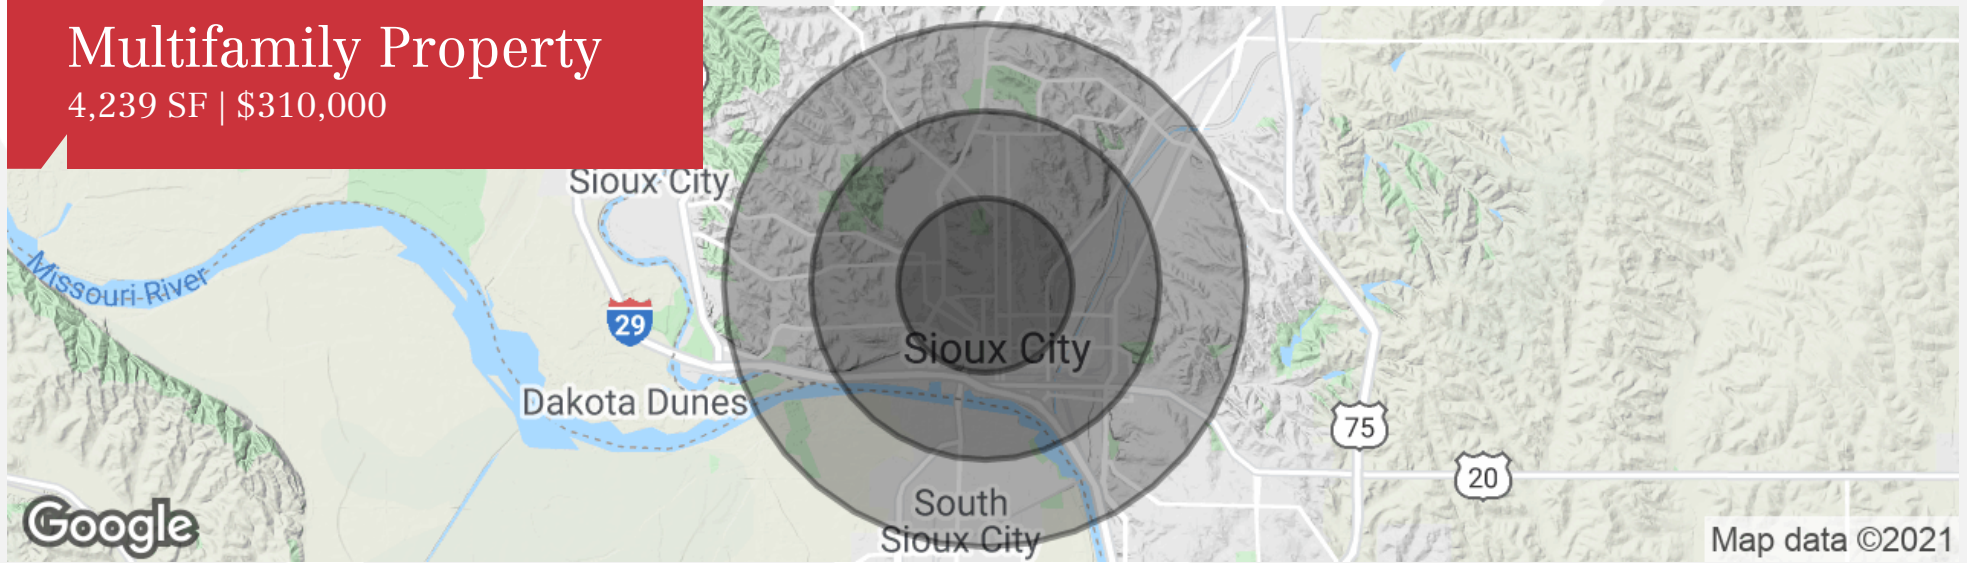 Multifamily Property
4,239 SF | $310,000
Sioux City
Missouri River
29
Sioux City
Dakota Dunes
75
20
South
Sioux City
Google
Map data ©2021